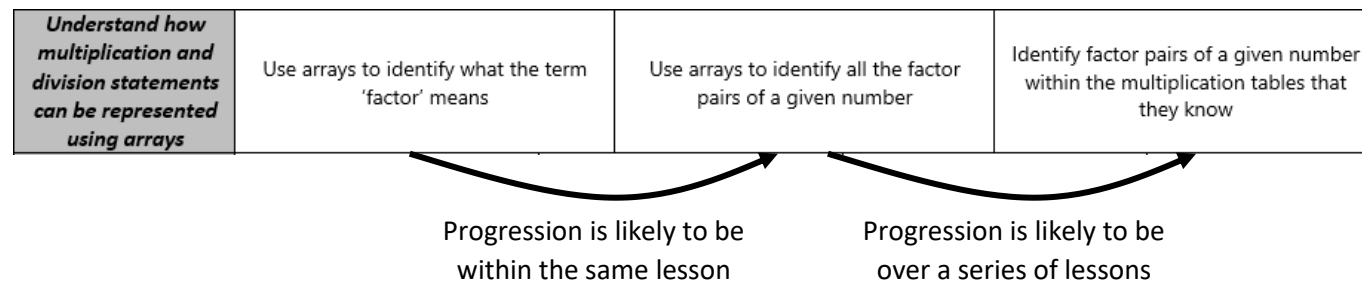 Understand how
multiplication and
division statements
can be represented
using arrays
Use arrays to identify what the term
'factor' means
Use arrays to identify all the factor
pairs of a given number
Identify factor pairs of a given number
within the multiplication tables that
they know
Progression is likely to be
within the same lesson
Progression is likely to be
over a series of lessons